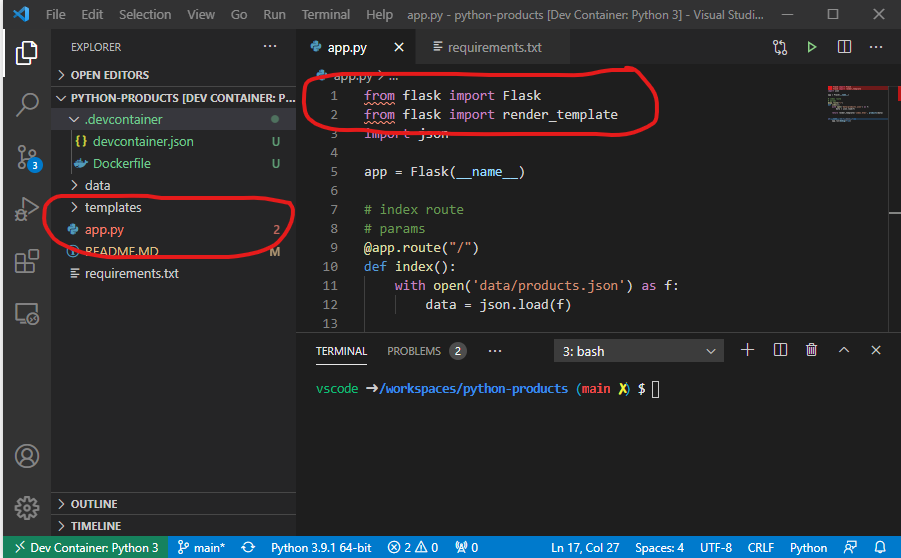 File Edit Selection View Go Run Terminal Help app.py - python-products [Dev Container: Python 3] - Visual Studi...
EXPLORER
OPEN EDITORS
PYTHON-PRODUCTS [DEV CONTAINER: P...
.devcontainer
{} devcontainer.json U
Dockerfile U
data
templates
app.py 2
README.MD M
requirements.txt
OUTLINE
TIMELINE
3
app.py requirements.txt
app.py > ...
1 from flask import Flask
2 from flask import render_template
3 import json
4
5 app = Flask(__name__)
6
7 # index route
8 # params
9 @app.route("/")
10 def index():
11 with open('data/products.json') as f:
12 data = json.load(f)
13
TERMINAL PROBLEMS 2 ... 3: bash
vscode ➜/workspaces/python-products (main ✗) $
Dev Container: Python 3 main* Python 3.9.1 64-bit 2 0 0 Ln 17, Col 27 Spaces: 4 UTF-8 CRLF Python